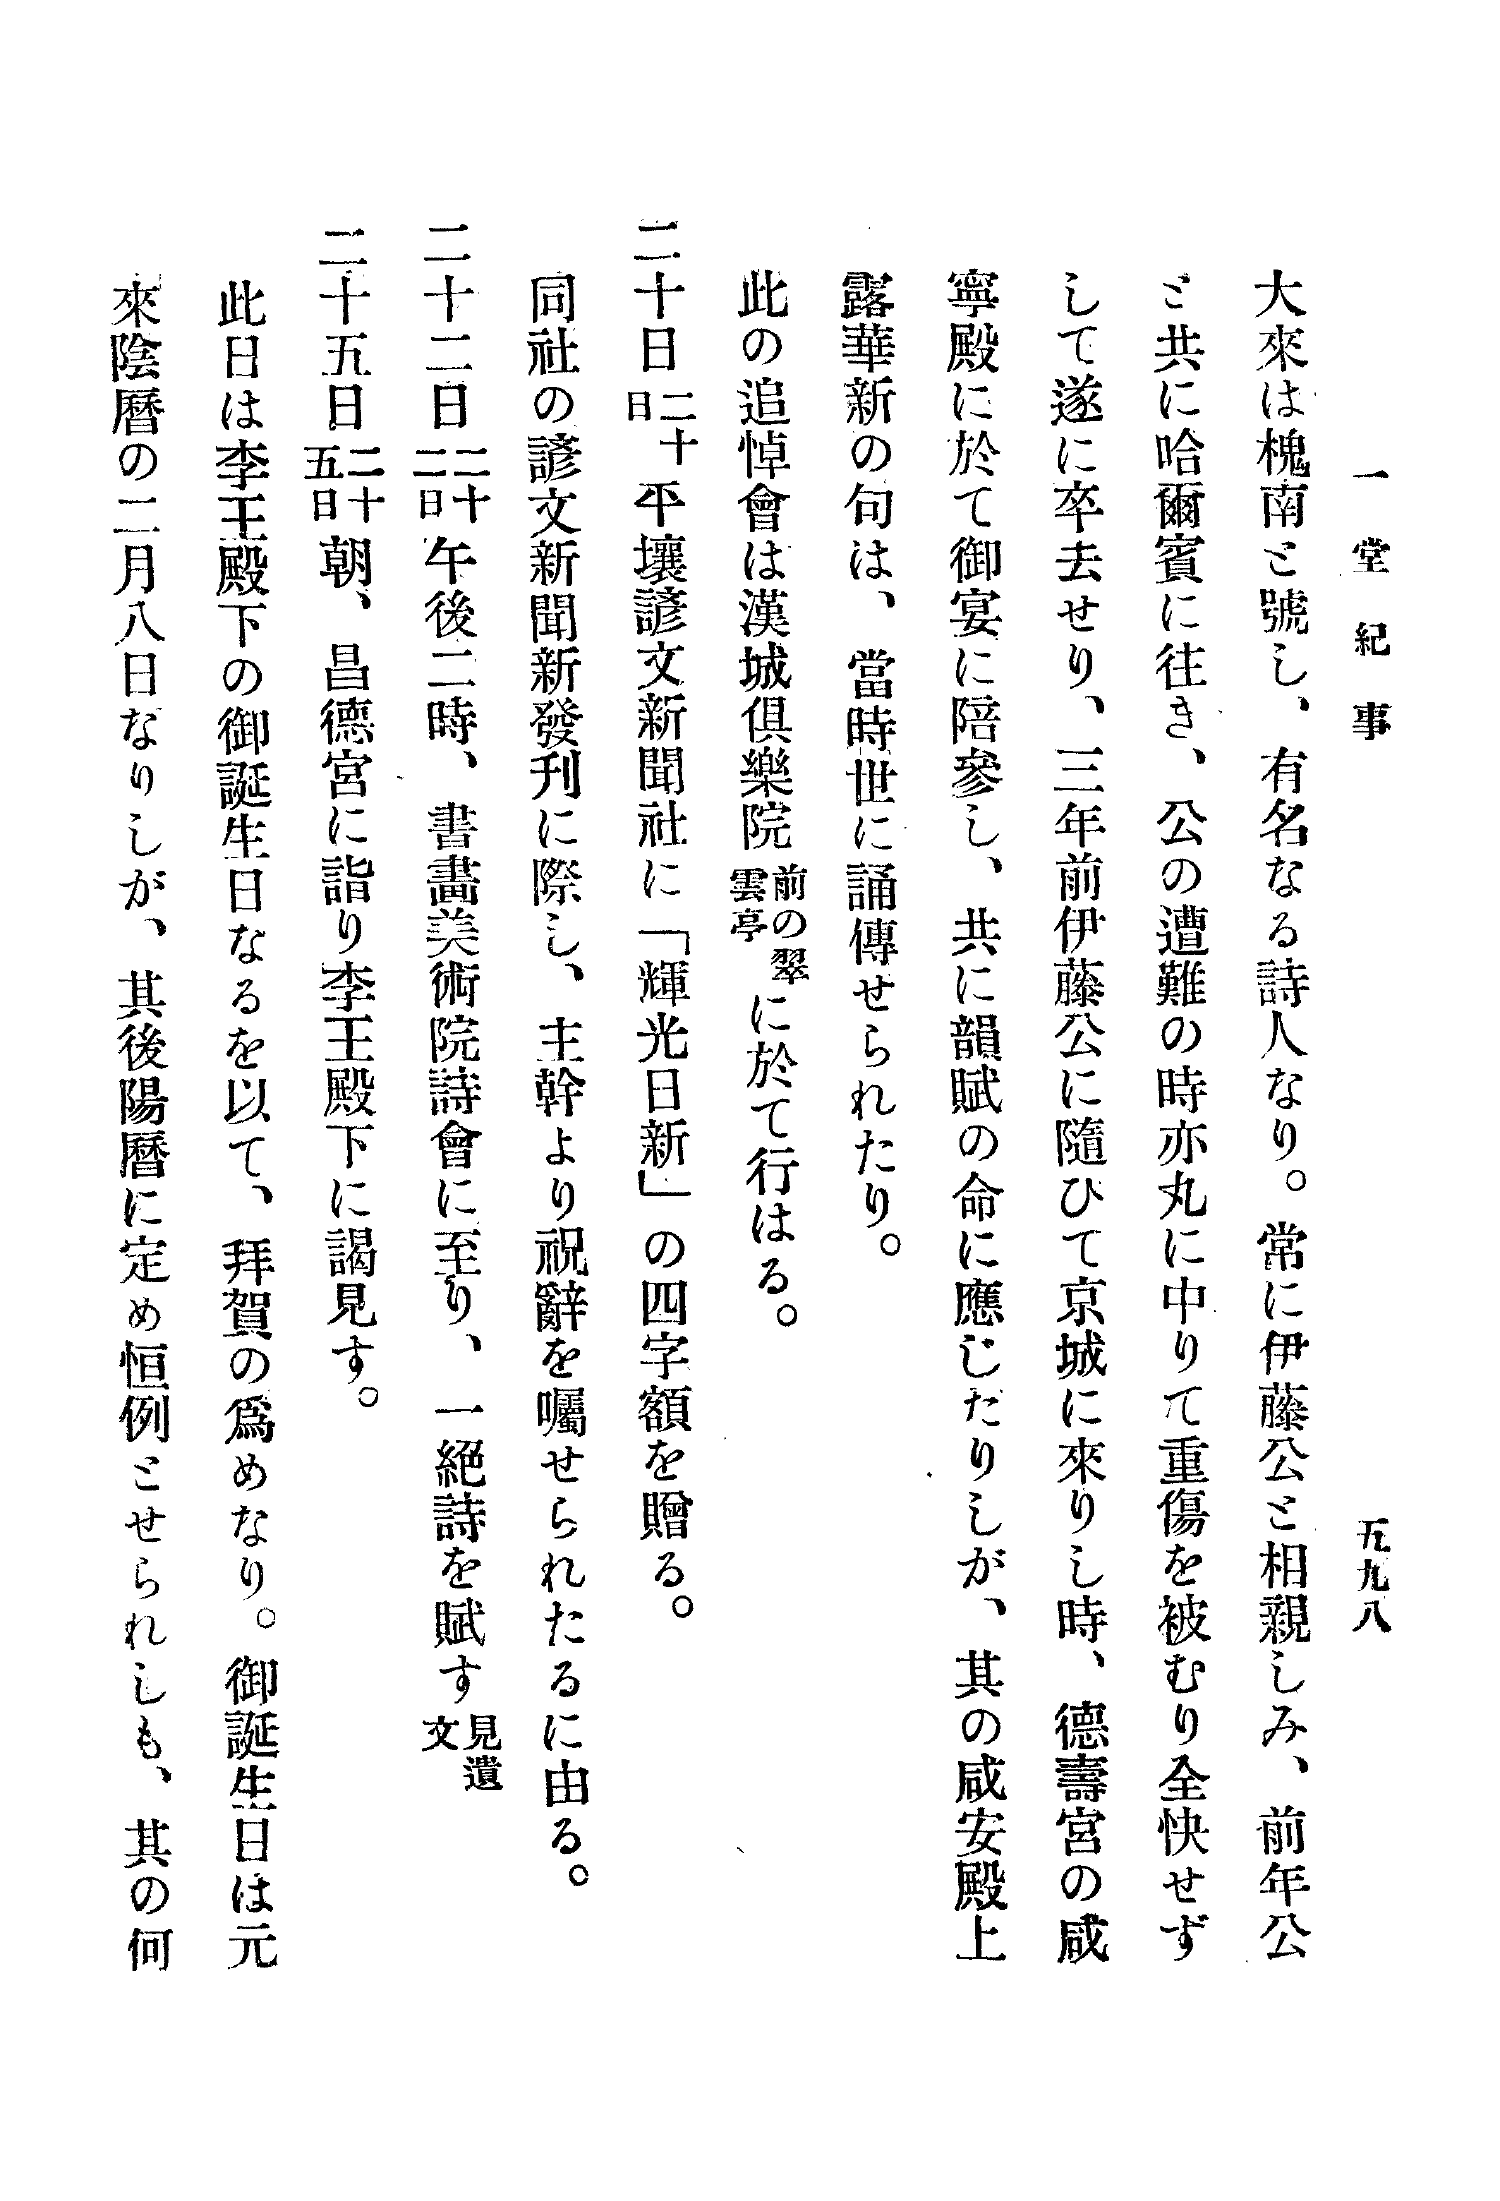 一堂紀事
五九八
大來は槐南と號し、有名なる詩人なり。常に伊藤公と相親しみ、前年公
と共に哈爾賓に往き、公の遭難の時亦丸に中りて重傷を被むり全快せず
して遂に卒去せり、三年前伊藤公に隨ひて京城に來りし時、德壽宮の咸
寧殿に於て御宴に陪參し、共に韻賦の命に應じたりしが、其の咸安殿上
露華新の句は、當時世に誦傳せられたり。
此の追悼會は漢城倶樂院前の翠雲亭に於て行はる。
二十日二十日平壤諺文新聞社に「輝光日新」の四字額を贈る。
同社の諺文新聞新發刊に際し、主幹より祝辭を囑せられたるに由る。
二十二日二十二日午後二時、書畫美術院詩會に至り、一絕詩を賦す見遺文
二十五日二十五日朝、昌德宮に詣り李王殿下に謁見す。
此日は李王殿下の御誕生日なるを以て、拜賀の爲めなり。御誕生日は元
來陰曆の二月八日なりしが、其後陽曆に定め恒例とせられしも、其の何